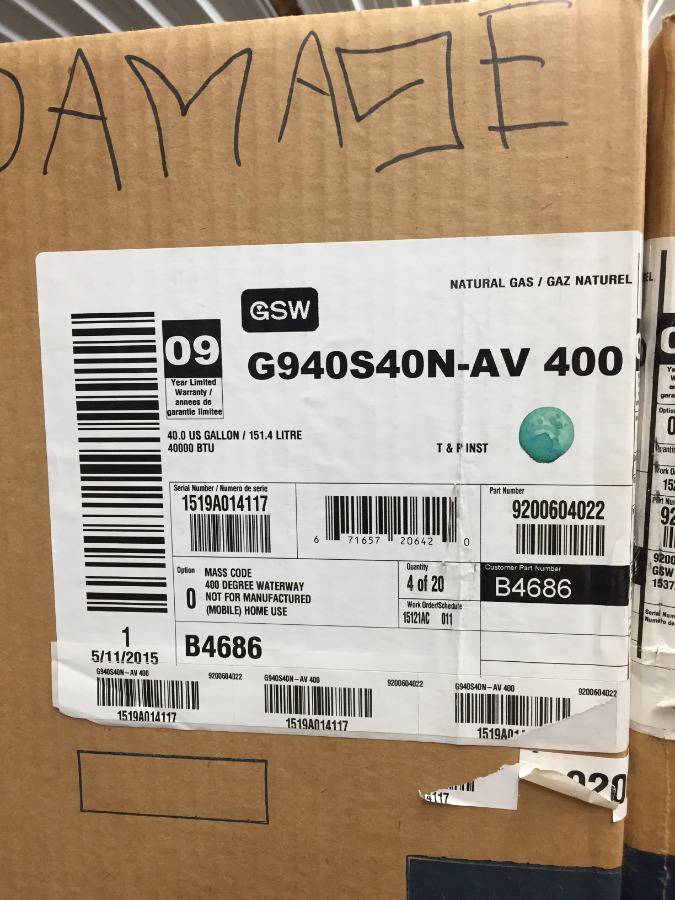 DAMAGE
NATURAL GAS / GAZ NATUREL
GSW
G940S40N-AV 400
09
Year Limited
Warranty /
annees de
garantie limitee
40.0 US GALLON / 151.4 LITRE
40000 BTU
T & P INST
Serial Number / Numero de serie
1519A014117
6 71657 20642 0
Part Number
9200604022
Option
0
MASS CODE
400 DEGREE WATERWAY
NOT FOR MANUFACTURED
(MOBILE) HOME USE
Quantity
4 of 20
Work Order/Schedule
15121AC 011
Customer Part Number
B4686
B4686
1
5/11/2015
G940S40N-AV 400 9200604022
1519A014117
G940S40N-AV 400 9200604022
1519A014117
G940S40N-AV 400 9200604022
1519A01
117
020